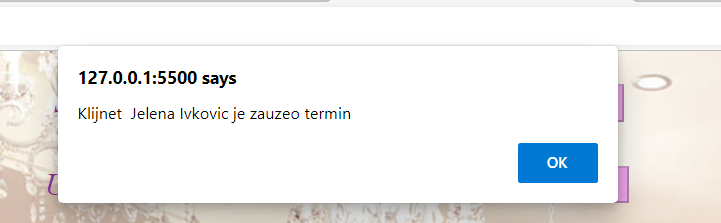 127.0.0.1:5500 says
Klijnet  Jelena Ivkovic je zauzeo termin
OK